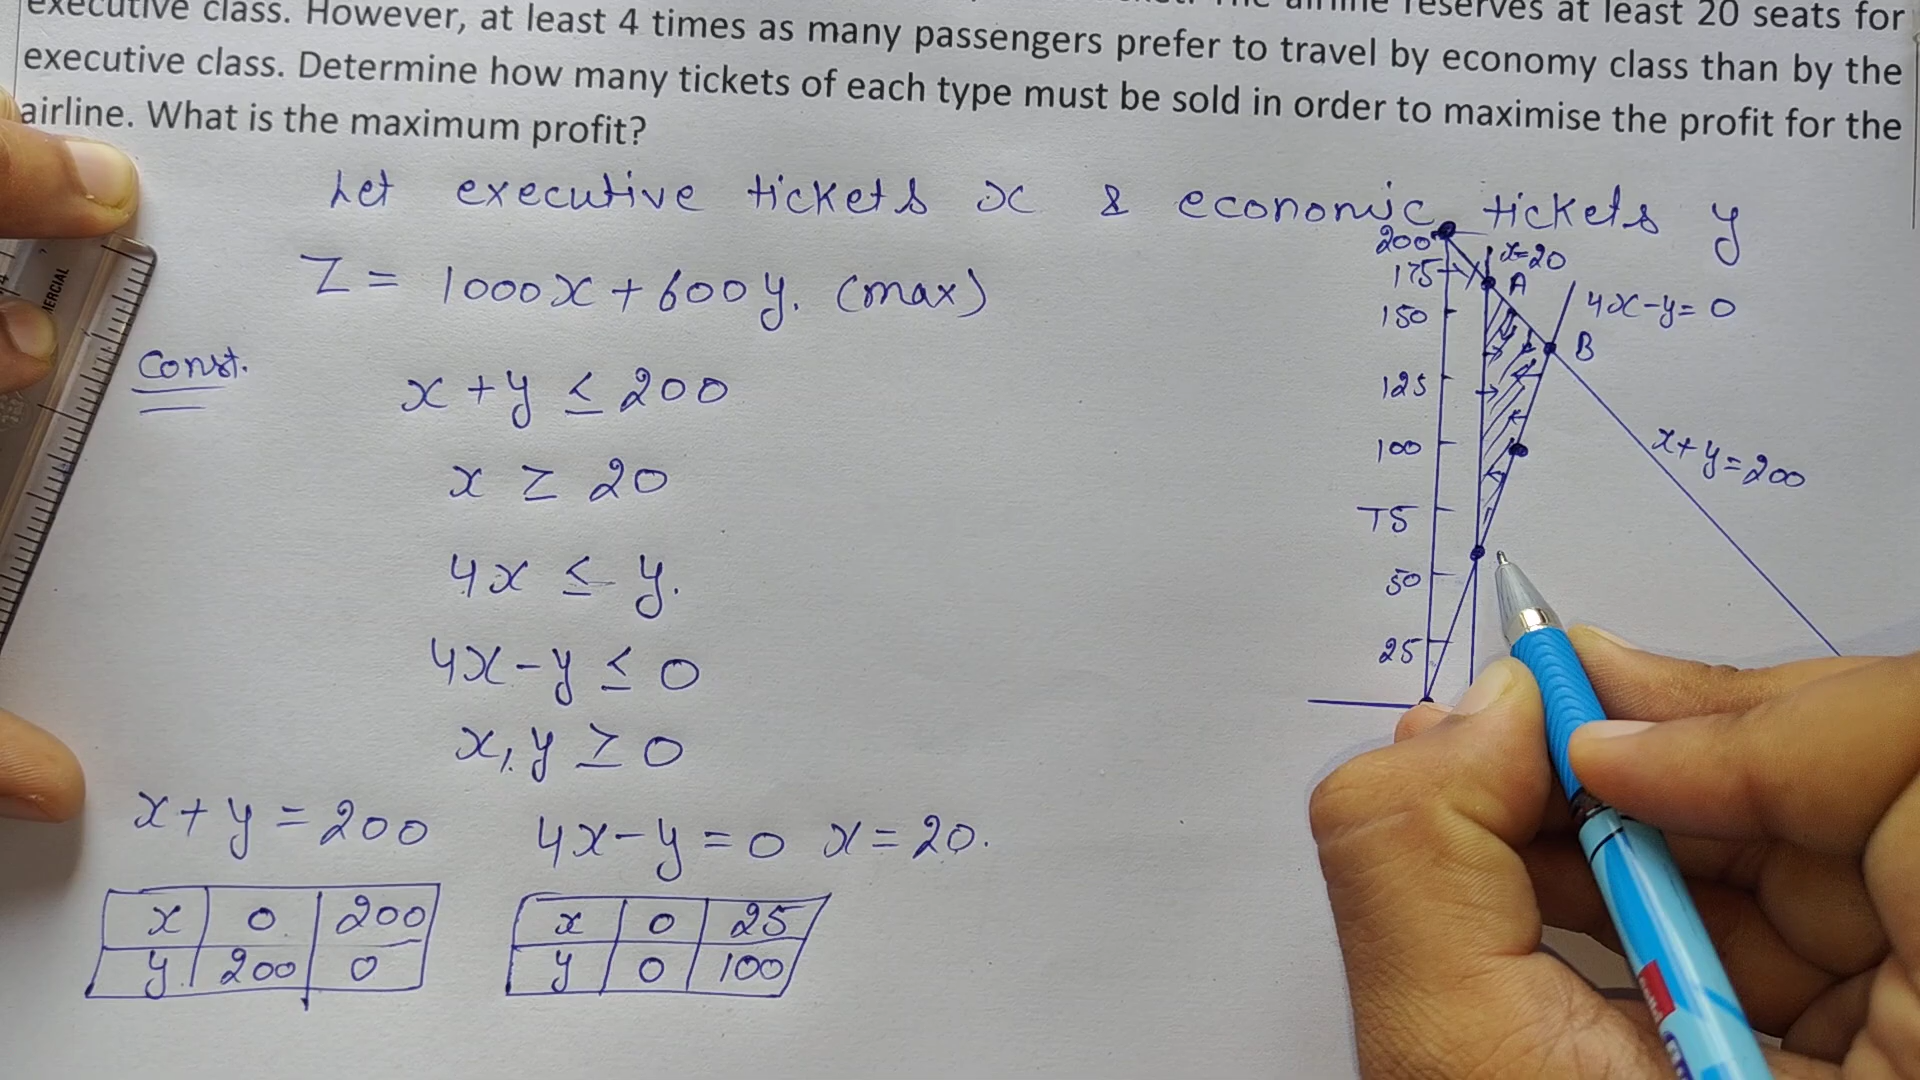 executive class. However, at least 4 times as many passengers prefer to travel by economy class than by the
reserves at least 20 seats for
executive class. Determine how many tickets of each type must be sold in order to maximise the profit for the
airline. What is the maximum profit?
Let executive tickets x & economic tickets y
Z = 1000x + 600y. (max)
Const.
x + y ≤ 200
x ≥ 20
4x ≤ y.
4x - y ≤ 0
x, y ≥ 0
x + y = 200 4x - y = 0 x = 20.
x 0 200
y 200 0
x 0 25
y 0 100
200
175
150
125
100
75
50
25
x=20
A
4x-y=0
B
x+y=200